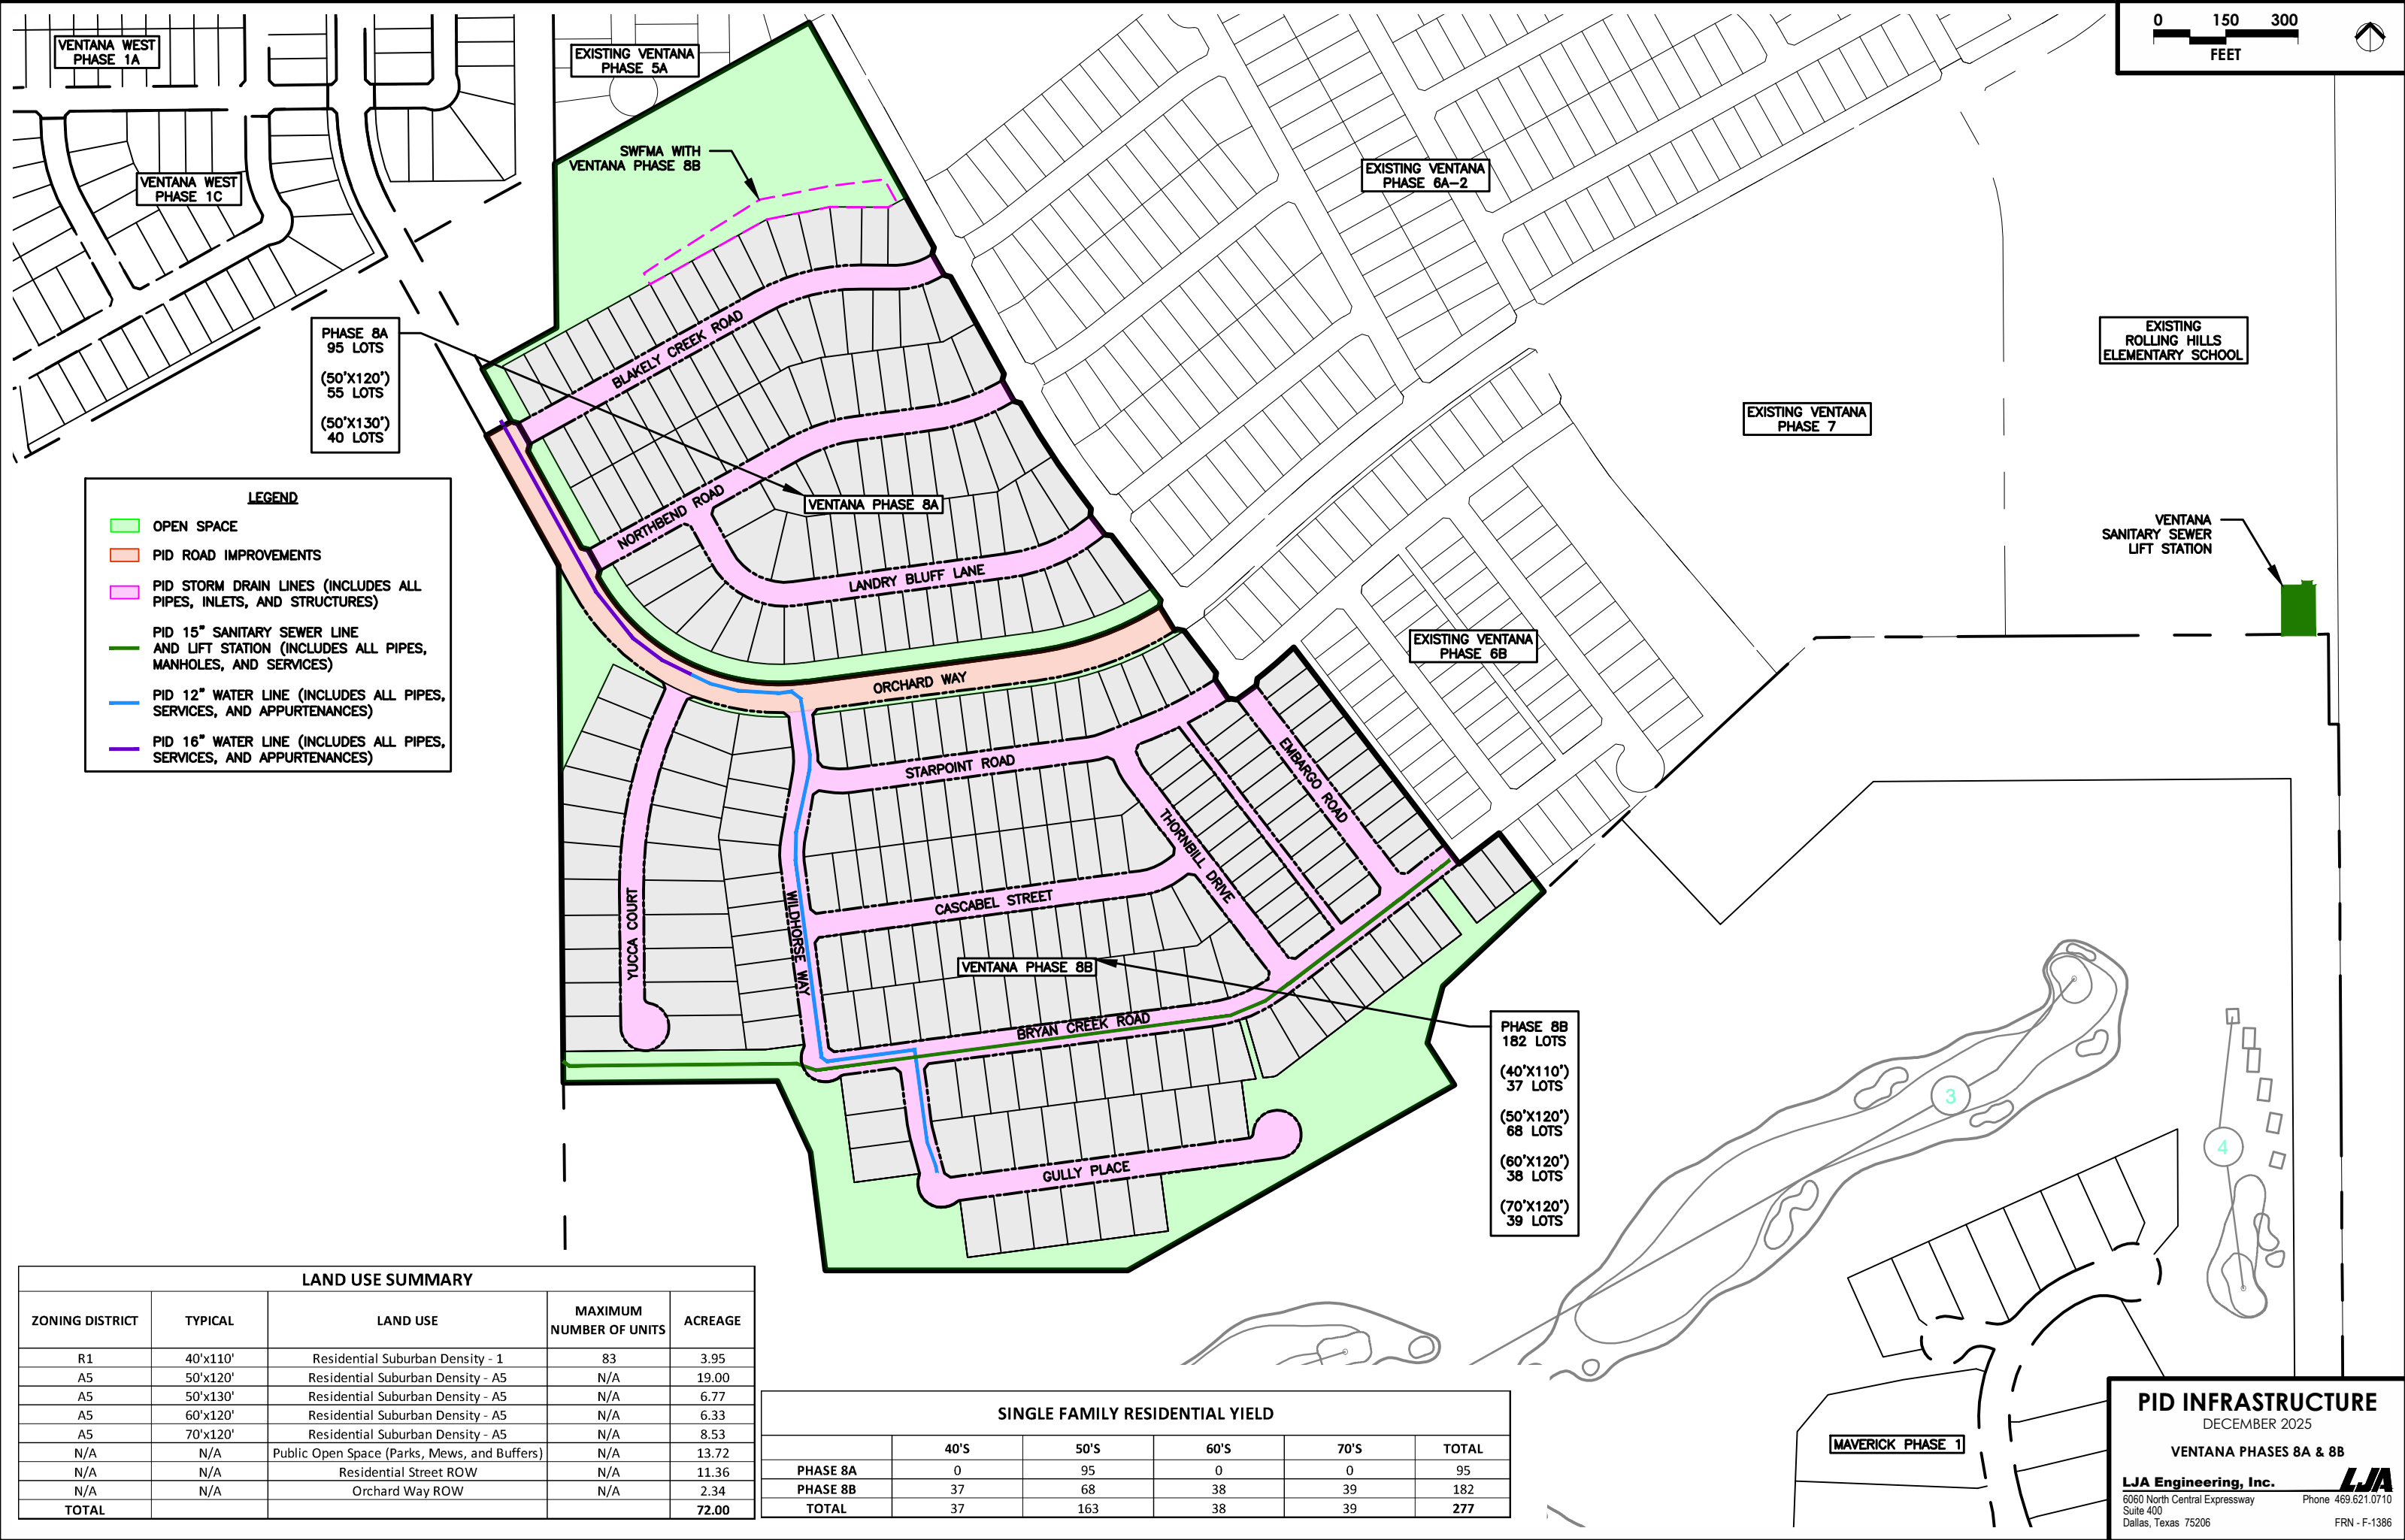 0 150 300
FEET
VENTANA WEST
PHASE 1A
EXISTING VENTANA
PHASE 5A
SWFMA WITH
VENTANA PHASE 8B
VENTANA WEST
PHASE 1C
EXISTING VENTANA
PHASE 6A-2
EXISTING
ROLLING HILLS
ELEMENTARY SCHOOL
PHASE 8A
95 LOTS
(50'X120')
55 LOTS
(50'X130')
40 LOTS
BLAKELY CREEK ROAD
EXISTING VENTANA
PHASE 7
NORTHBEND ROAD
VENTANA PHASE 8A
LANDRY BLUFF LANE
VENTANA
SANITARY SEWER
LIFT STATION
LEGEND
OPEN SPACE
PID ROAD IMPROVEMENTS
PID STORM DRAIN LINES (INCLUDES ALL
PIPES, INLETS, AND STRUCTURES)
PID 15" SANITARY SEWER LINE
AND LIFT STATION (INCLUDES ALL PIPES,
MANHOLES, AND SERVICES)
PID 12" WATER LINE (INCLUDES ALL PIPES,
SERVICES, AND APPURTENANCES)
PID 16" WATER LINE (INCLUDES ALL PIPES,
SERVICES, AND APPURTENANCES)
EXISTING VENTANA
PHASE 6B
ORCHARD WAY
STARPOINT ROAD
EMBARGO ROAD
THORNBILL DRIVE
CASCABEL STREET
YUCCA COURT
WILDHORSE WAY
VENTANA PHASE 8B
BRYAN CREEK ROAD
GULLY PLACE
PHASE 8B
182 LOTS
(40'X110')
37 LOTS
(50'X120')
68 LOTS
(60'X120')
38 LOTS
(70'X120')
39 LOTS
3
4
LAND USE SUMMARY
ZONING DISTRICT TYPICAL LAND USE MAXIMUM NUMBER OF UNITS ACREAGE
R1 40'x110' Residential Suburban Density - 1 83 3.95
A5 50'x120' Residential Suburban Density - A5 N/A 19.00
A5 50'x130' Residential Suburban Density - A5 N/A 6.77
A5 60'x120' Residential Suburban Density - A5 N/A 6.33
A5 70'x120' Residential Suburban Density - A5 N/A 8.53
N/A N/A Public Open Space (Parks, Mews, and Buffers) N/A 13.72
N/A N/A Residential Street ROW N/A 11.36
N/A N/A Orchard Way ROW N/A 2.34
TOTAL 72.00
SINGLE FAMILY RESIDENTIAL YIELD
40'S 50'S 60'S 70'S TOTAL
PHASE 8A 0 95 0 0 95
PHASE 8B 37 68 38 39 182
TOTAL 37 163 38 39 277
MAVERICK PHASE 1
PID INFRASTRUCTURE
DECEMBER 2025
VENTANA PHASES 8A & 8B
LJA Engineering, Inc. LJA
6060 North Central Expressway Phone 469.621.0710
Suite 400
Dallas, Texas 75206 FRN - F-1386